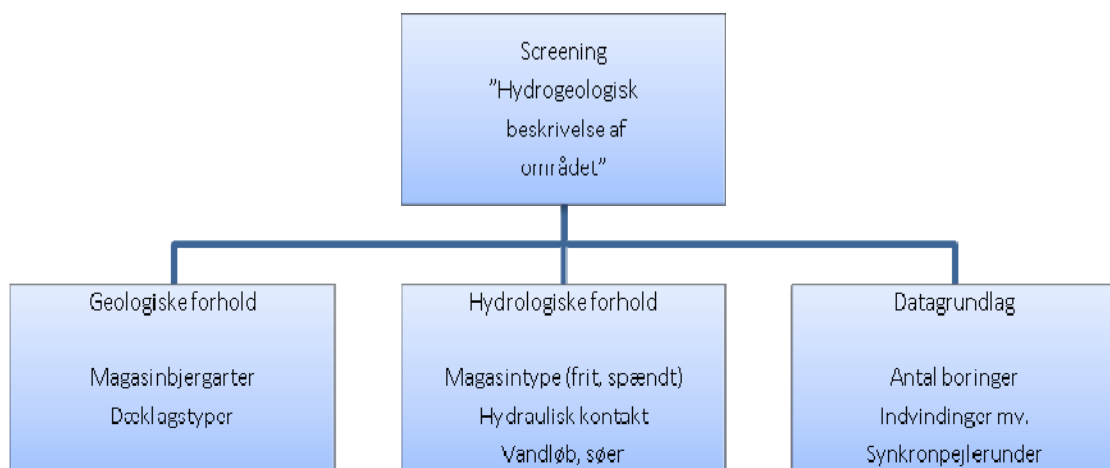 Screening
”Hydrogeologisk
beskrivelse af
området”
Geologiske forhold
Magasinbjergarter
Dæklagstyper
Hydrologiske forhold
Magasintype (frit, spændt)
Hydraulisk kontakt
Vandløb, søer
Datagrundlag
Antal boringer
Indvindinger mv.
Synkronpejlerunder